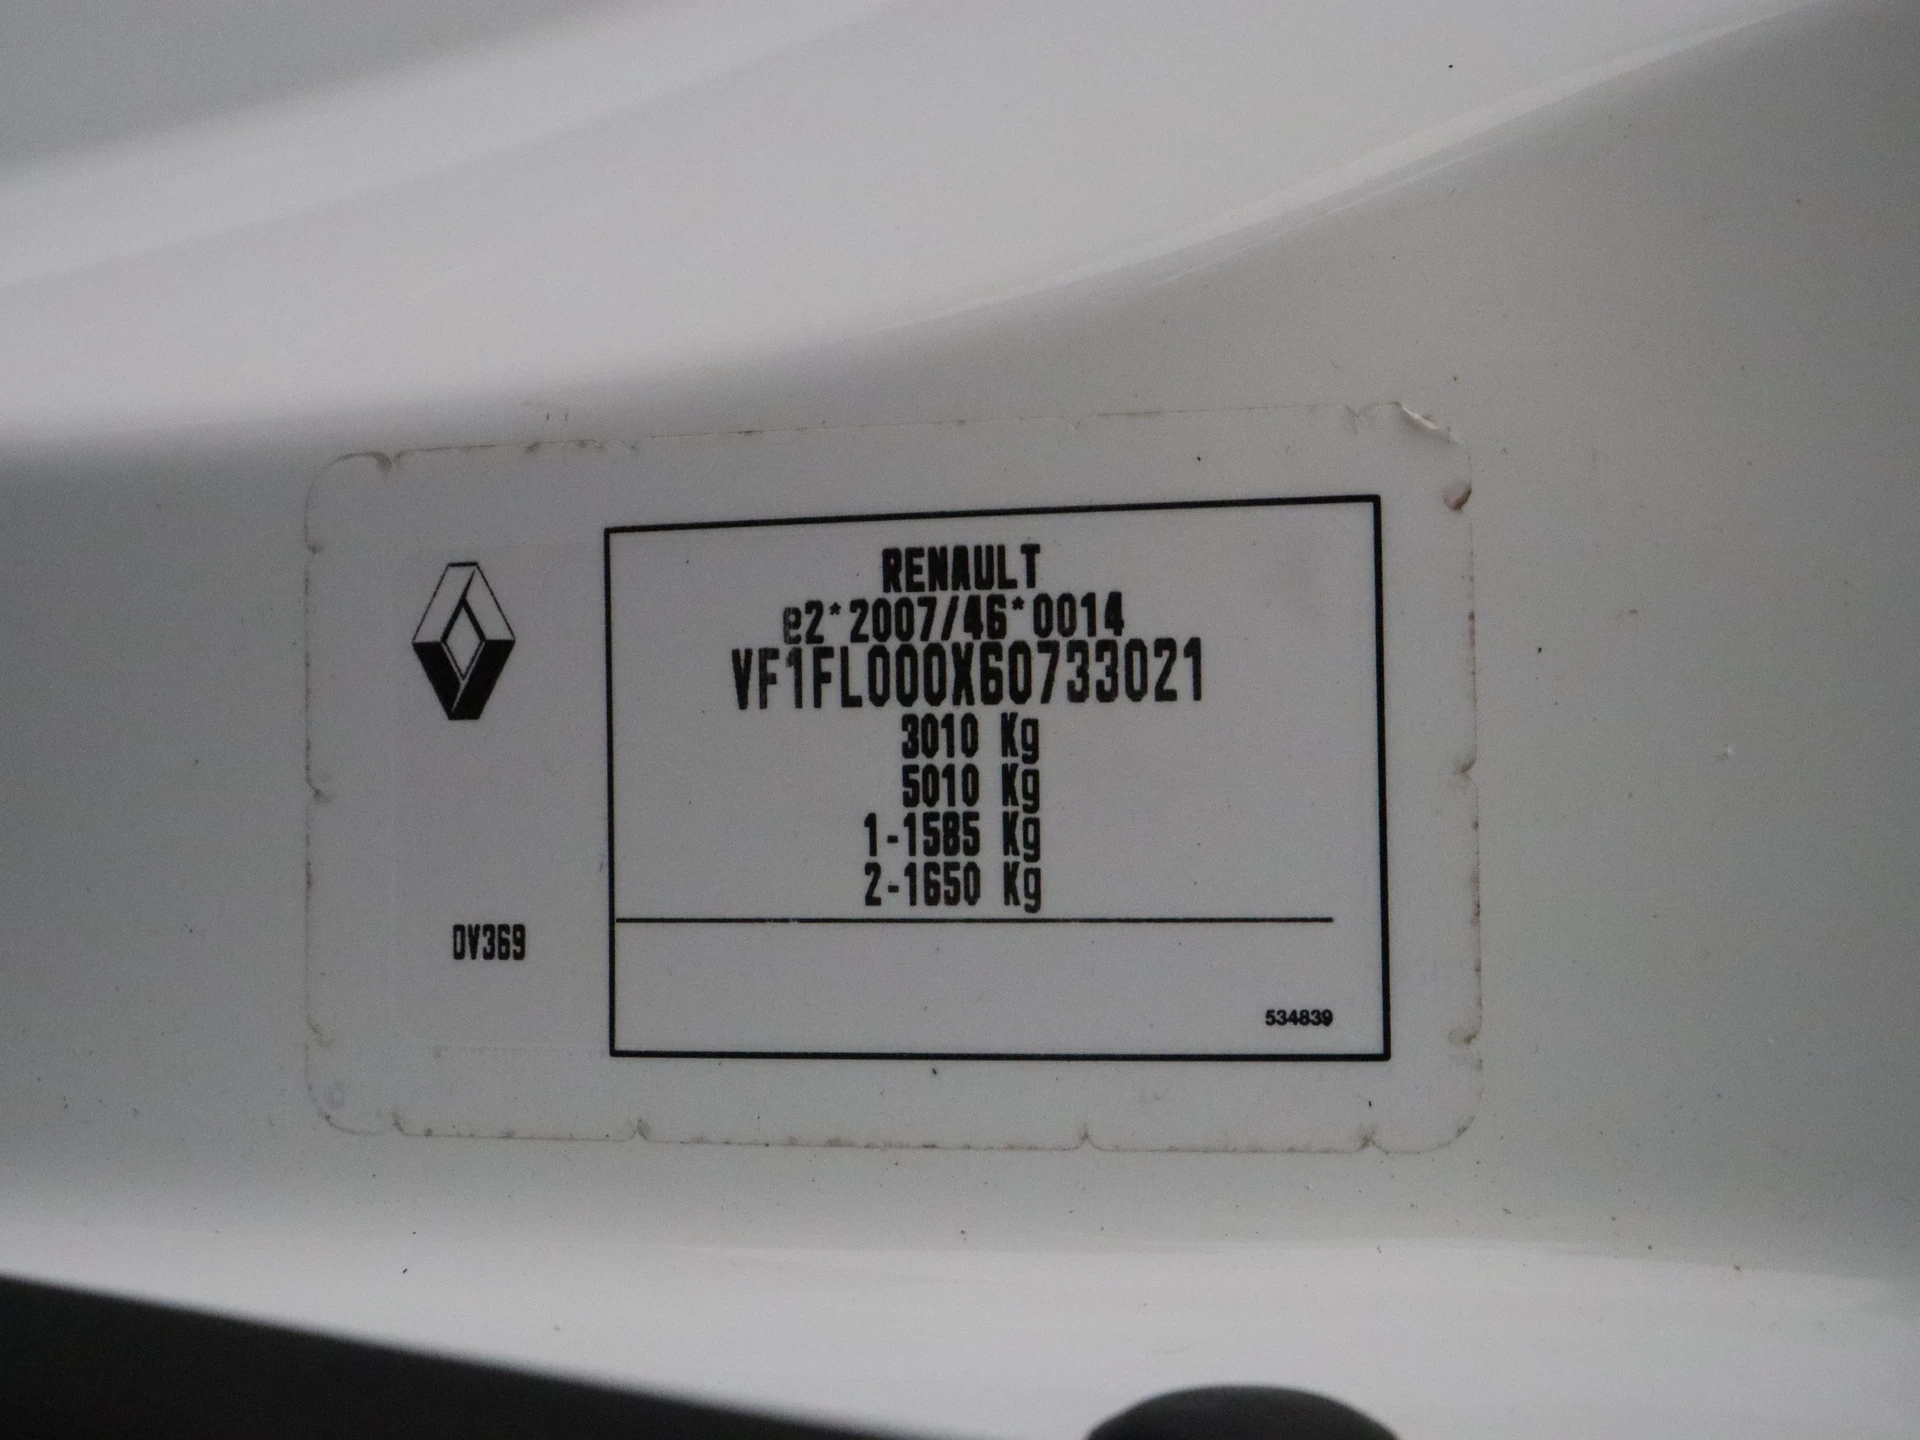 RENAULT
e2*2007/46*0014
VF1FL000X60733021
3010 Kg
5010 Kg
1-1585 Kg
2-1650 Kg
DV369
534839